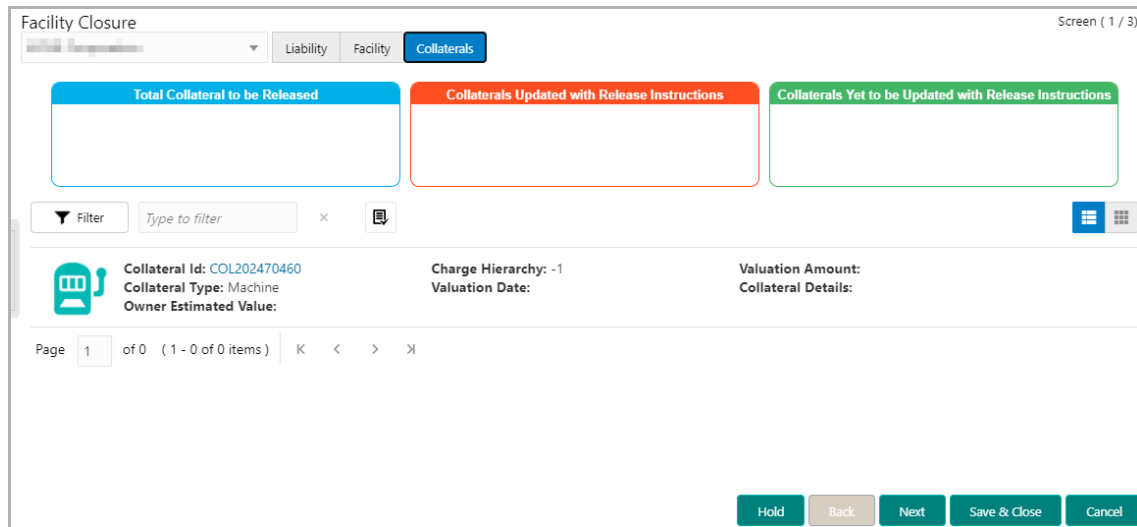 Facility Closure
Screen ( 1 / 3)
Liability Facility Collaterals
Total Collateral to be Released
Collaterals Updated with Release Instructions
Collaterals Yet to be Updated with Release Instructions
Filter Type to filter
Collateral Id: COL202470460 Charge Hierarchy: -1 Valuation Amount:
Collateral Type: Machine Valuation Date: Collateral Details:
Owner Estimated Value:
Page 1 of 0 ( 1 - 0 of 0 items )
Hold Back Next Save & Close Cancel